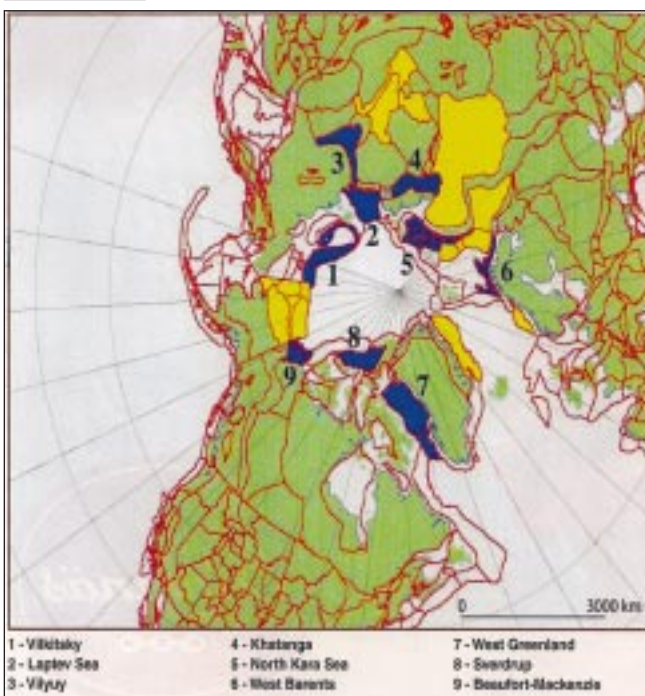 3
4
2
5
6
1
8
9
7
0 3000 km
1 - Vilkitsky 4 - Khatanga 7 - West Greenland
2 - Laptev Sea 5 - North Kara Sea 8 - Sverdrup
3 - Vilyuy 6 - West Barents 9 - Beaufort-Mackenzie